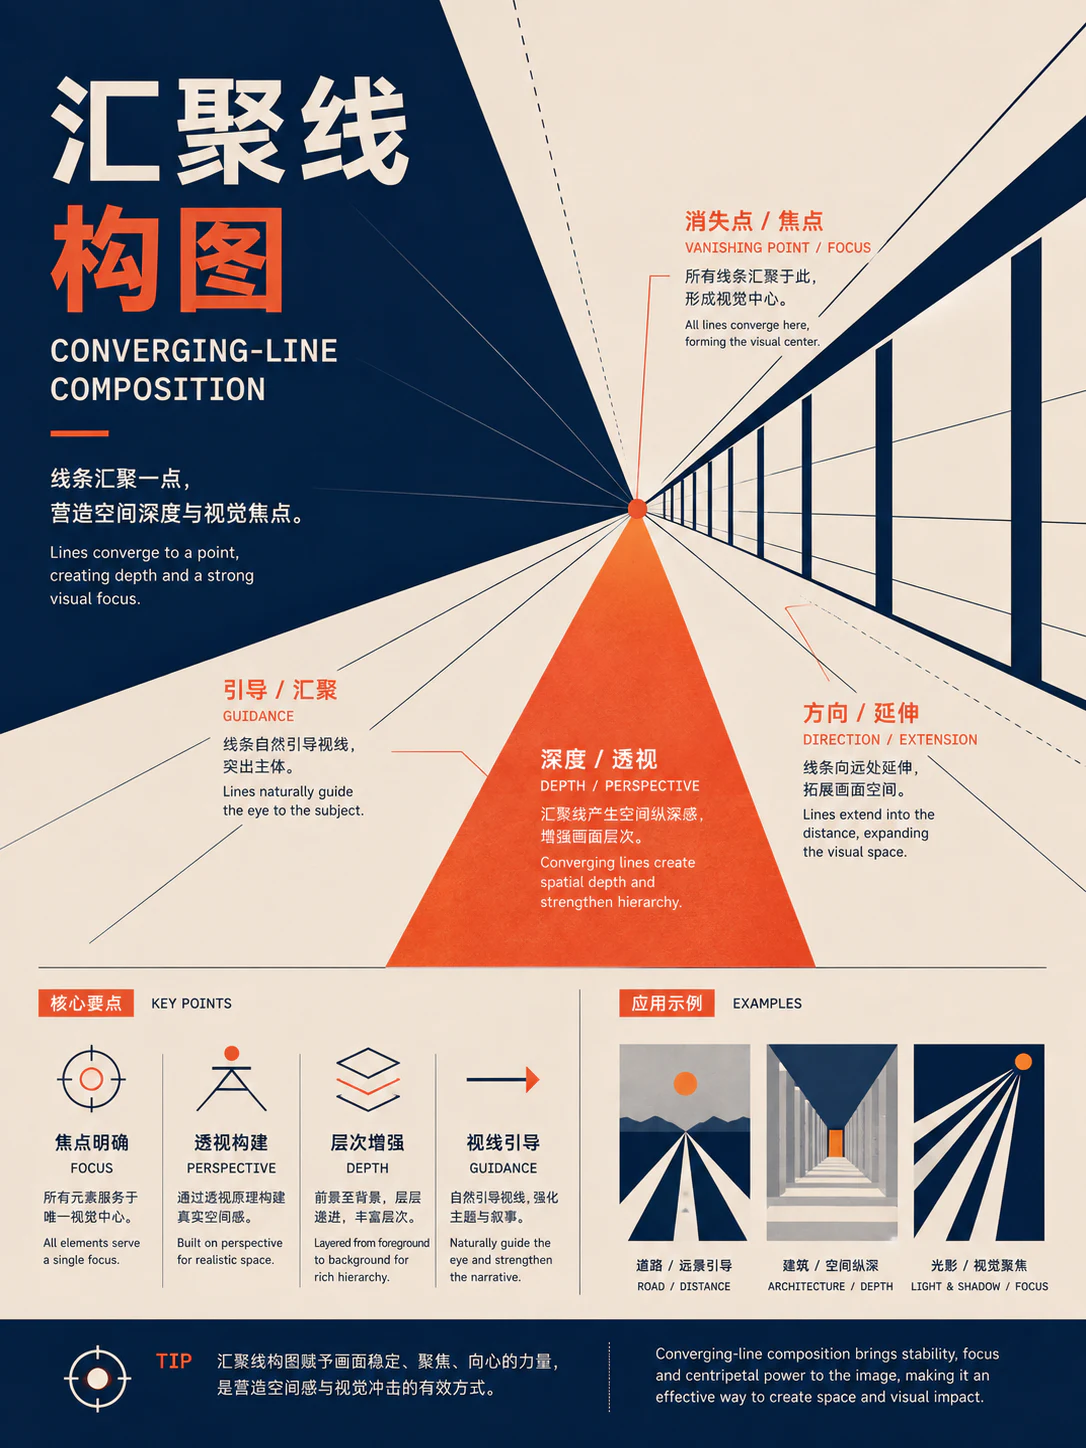 汇聚线
构图
CONVERGING-LINE
COMPOSITION
线条汇聚一点，
营造空间深度与视觉焦点。
Lines converge to a point,
creating depth and a strong
visual focus.
消失点 / 焦点
VANISHING POINT / FOCUS
所有线条汇聚于此，
形成视觉中心。
All lines converge here,
forming the visual center.
引导 / 汇聚
GUIDANCE
线条自然引导视线，
突出主体。
Lines naturally guide
the eye to the subject.
深度 / 透视
DEPTH / PERSPECTIVE
汇聚线产生空间纵深感，
增强画面层次。
Converging lines create
spatial depth and
strengthen hierarchy.
方向 / 延伸
DIRECTION / EXTENSION
线条向远处延伸，
拓展画面空间。
Lines extend into the
distance, expanding
the visual space.
核心要点 KEY POINTS
焦点明确
FOCUS
所有元素服务于
唯一视觉中心。
All elements serve
a single focus.
透视构建
PERSPECTIVE
通过透视原理构建
真实空间感。
Built on perspective
for realistic space.
层次增强
DEPTH
前景至背景，层层
递进，丰富层次。
Layered from foreground
to background for
rich hierarchy.
视线引导
GUIDANCE
自然引导视线，强化
主题与叙事。
Naturally guide the
eye and strengthen
the narrative.
应用示例 EXAMPLES
道路 / 远景引导
ROAD / DISTANCE
建筑 / 空间纵深
ARCHITECTURE / DEPTH
光影 / 视觉聚焦
LIGHT & SHADOW / FOCUS
TIP
汇聚线构图赋予画面稳定、聚焦、向心的力量，
是营造空间感与视觉冲击的有效方式。
Converging-line composition brings stability, focus
and centripetal power to the image, making it an
effective way to create space and visual impact.